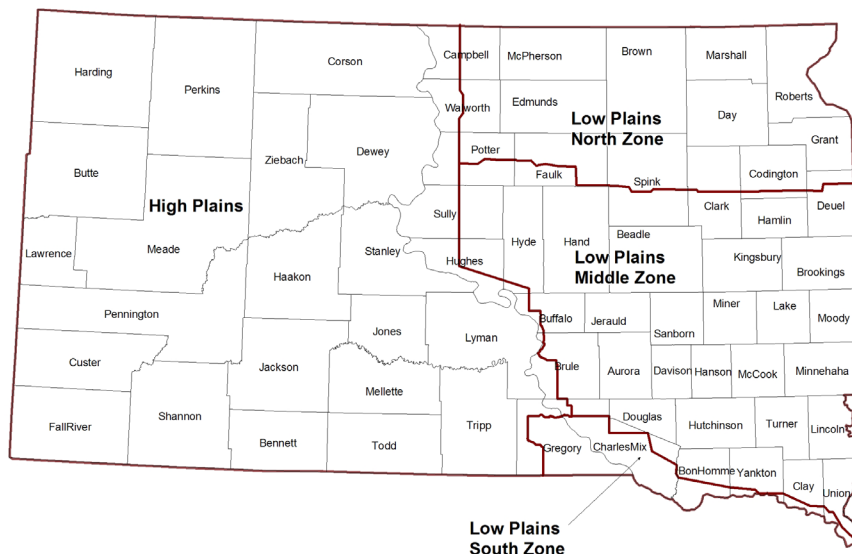 Harding
Perkins
Corson
Campbell
McPherson
Brown
Marshall
Roberts
Walworth
Edmunds
Day
Low Plains
North Zone
Grant
Butte
Ziebach
Dewey
Potter
Faulk
Spink
Codington
High Plains
Sully
Clark
Hamlin
Deuel
Lawrence
Meade
Stanley
Hyde
Hand
Beadle
Hughes
Low Plains
Middle Zone
Kingsbury
Brookings
Haakon
Pennington
Jones
Lyman
Buffalo
Jerauld
Sanborn
Miner
Lake
Moody
Custer
Jackson
Mellette
Brule
Aurora
Davison
Hanson
McCook
Minnehaha
FallRiver
Shannon
Bennett
Todd
Tripp
Gregory
CharlesMix
Douglas
Hutchinson
Turner
Lincoln
BonHomme
Yankton
Clay
Union
Low Plains
South Zone